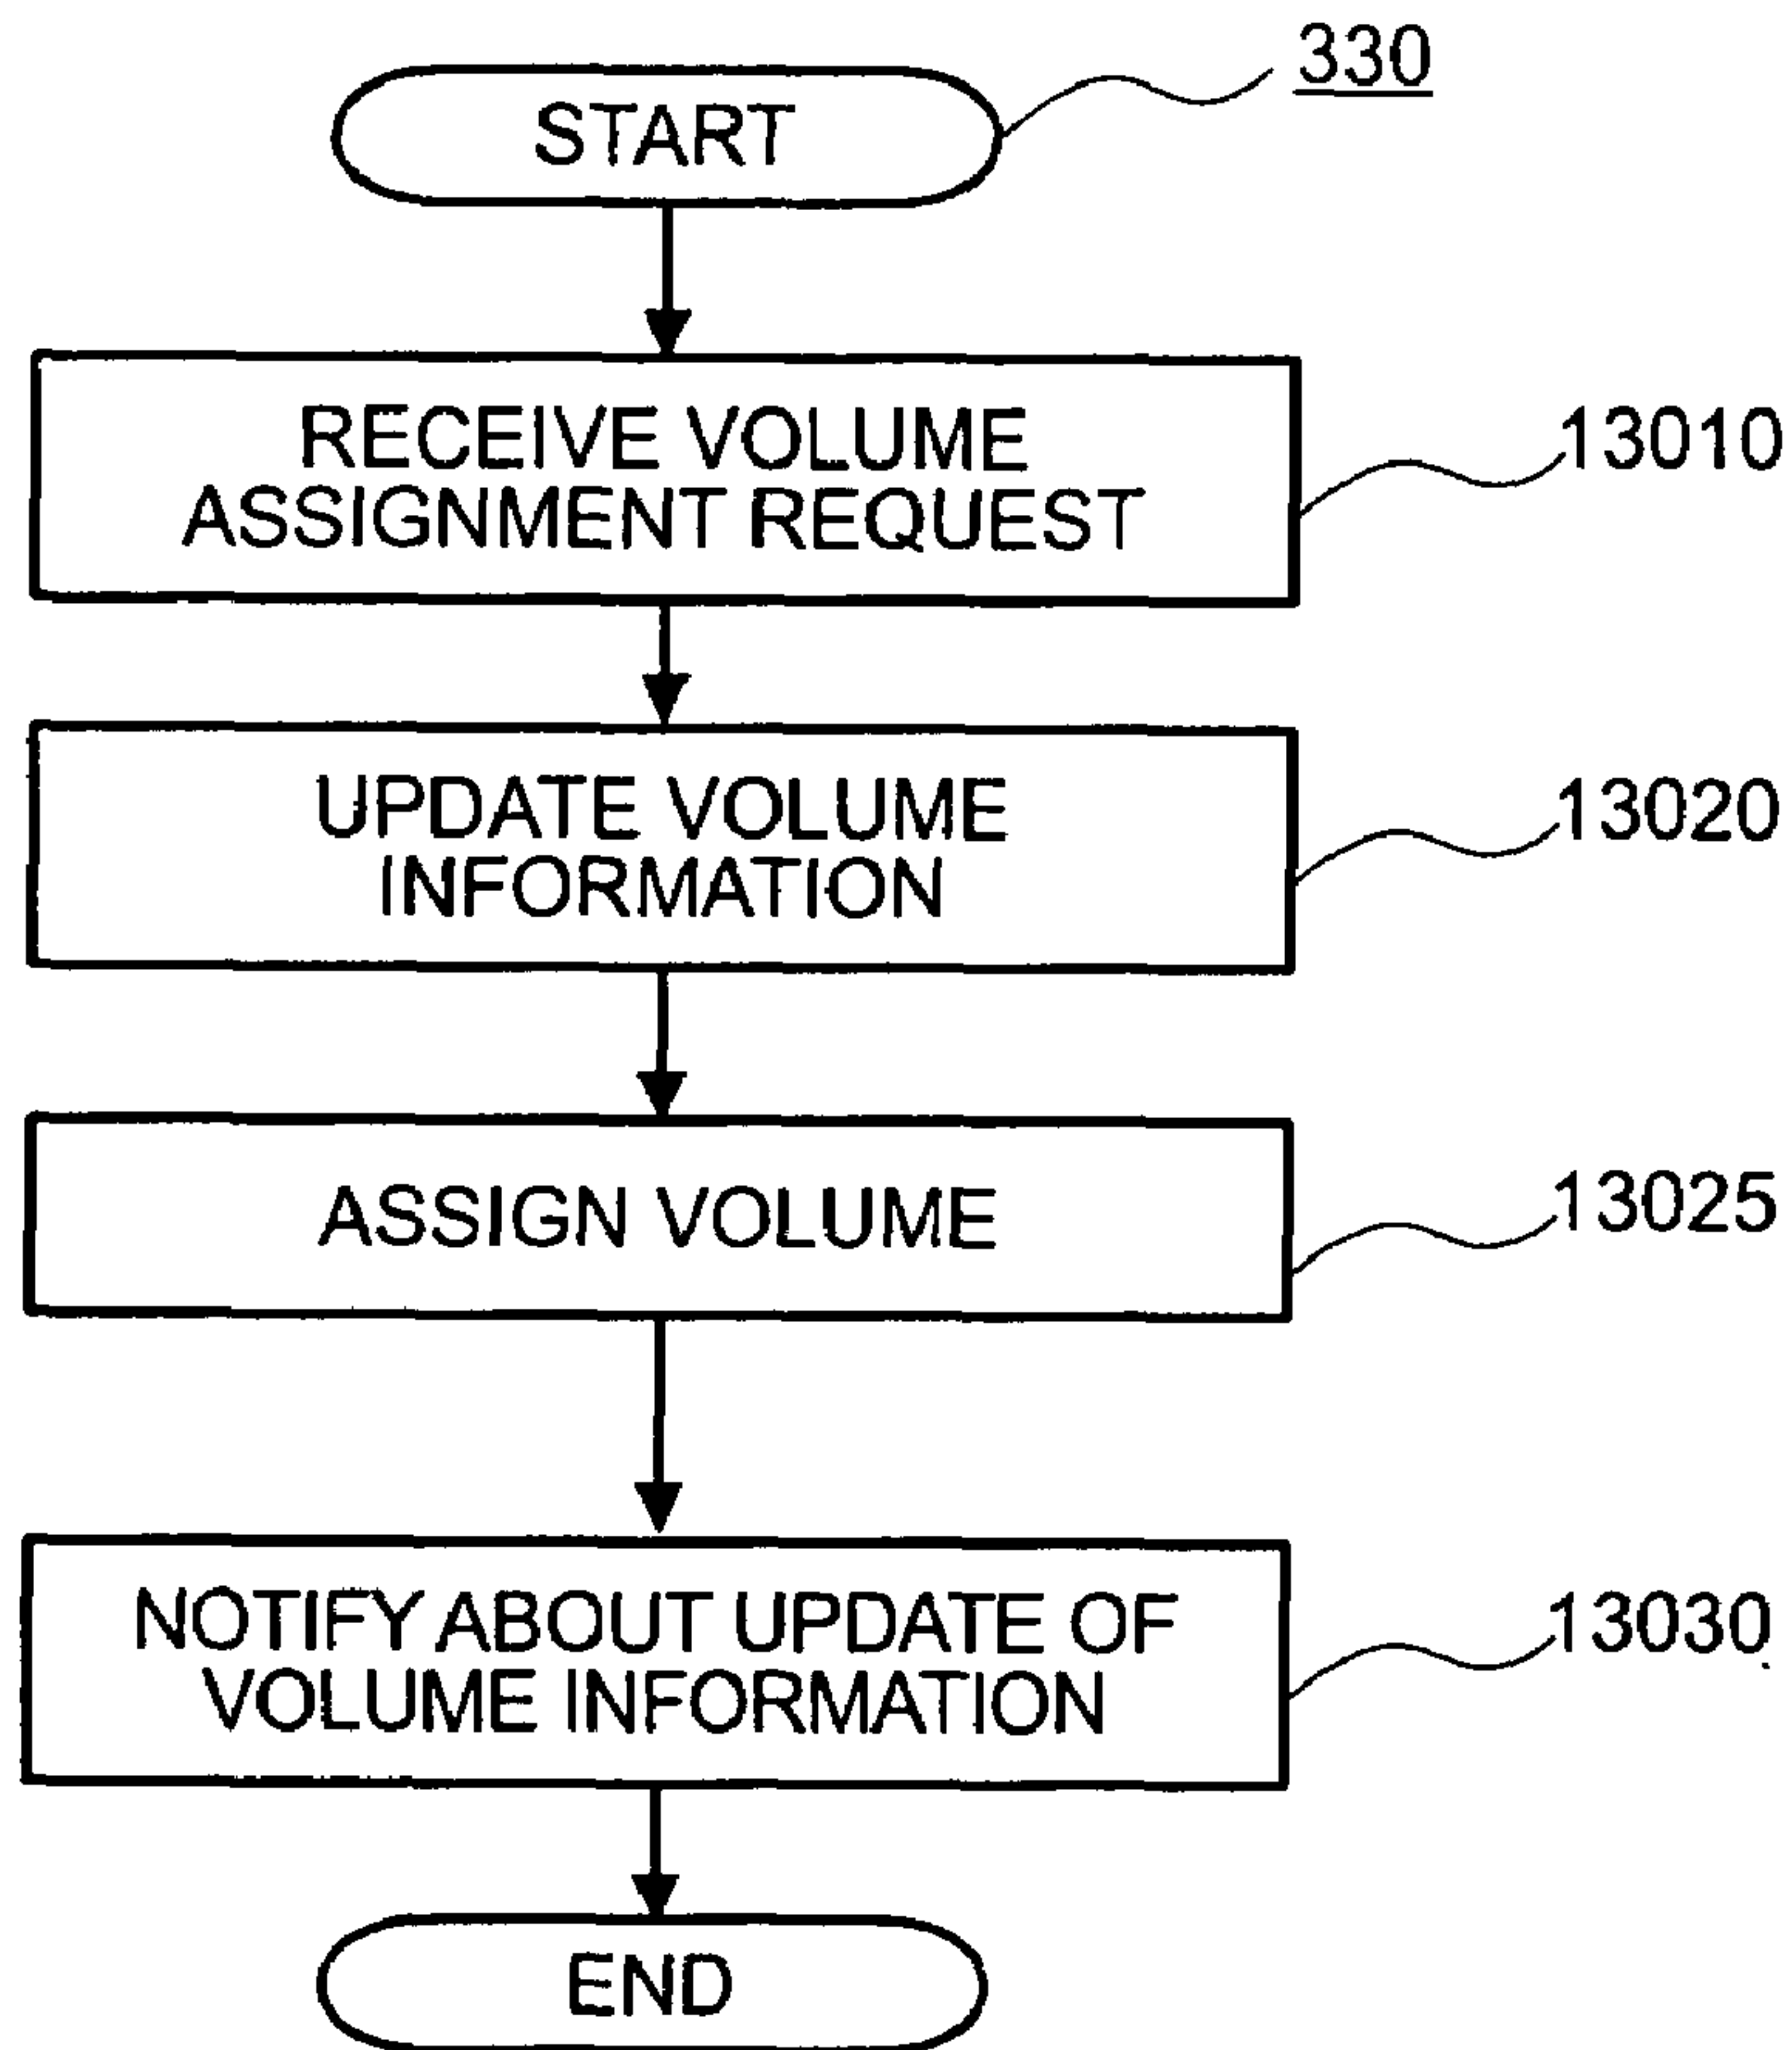 330
START
RECEIVE VOLUME
ASSIGNMENT REQUEST
13010
UPDATE VOLUME
INFORMATION
13020
ASSIGN VOLUME
13025
NOTIFY ABOUT UPDATE OF
VOLUME INFORMATION
13030
END